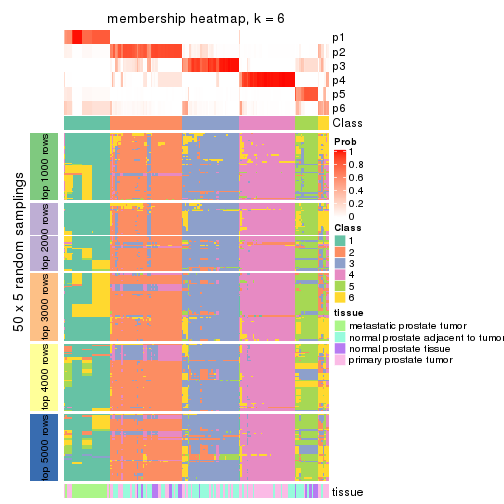 membership heatmap, k = 6
p1
p2
p3
p4
p5
p6
Class
Prob
1
0.8
0.6
0.4
0.2
0
Class
1
2
3
4
5
6
tissue
metastatic prostate tumor
normal prostate adjacent to tumor
normal prostate tissue
primary prostate tumor
50 x 5 random samplings
top 1000 rows
top 2000 rows
top 3000 rows
top 4000 rows
top 5000 rows
tissue